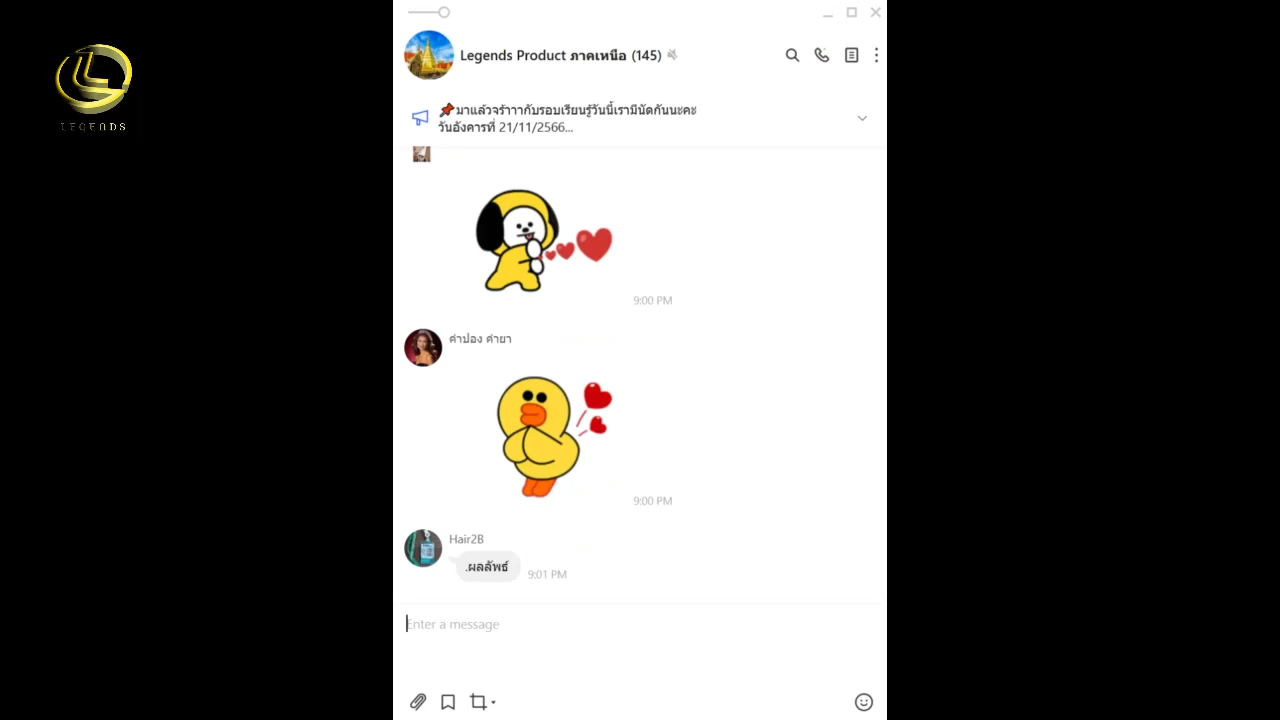 LEGENDS
Legends Product ภาคเหนือ (145)
📌มาแล้วจร้าาากับรอบเรียนรู้วันนี้เรามีนัดกันนะคะ
วันอังคารที่ 21/11/2566...
9:00 PM
คำปอง คำยา
9:00 PM
Hair2B
.ผลลัพธ์
9:01 PM
Enter a message